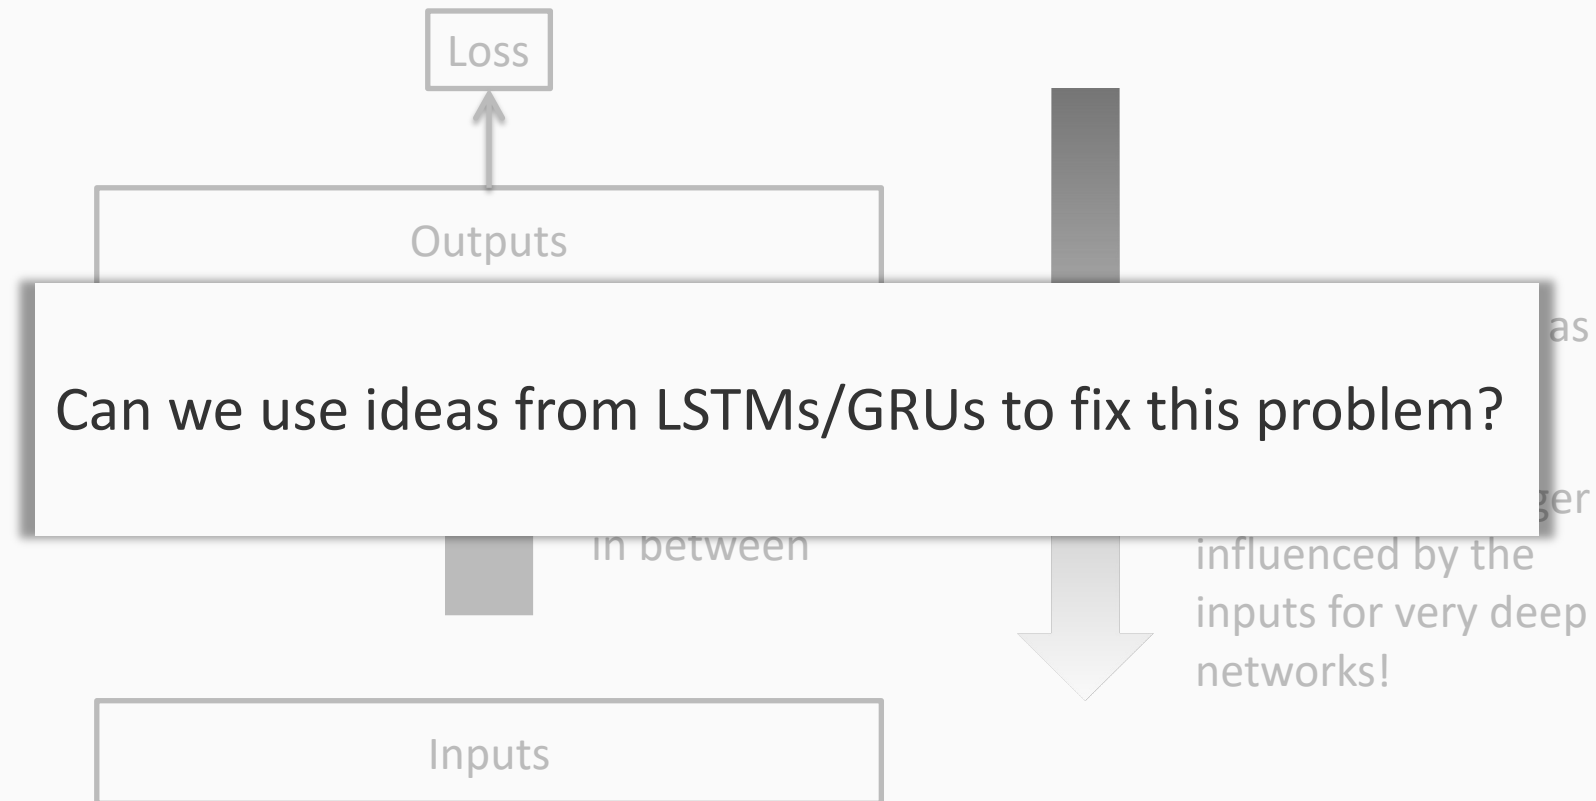 Loss
Outputs
as
Can we use ideas from LSTMs/GRUs to fix this problem?
in between
influenced by the
inputs for very deep
networks!
Inputs